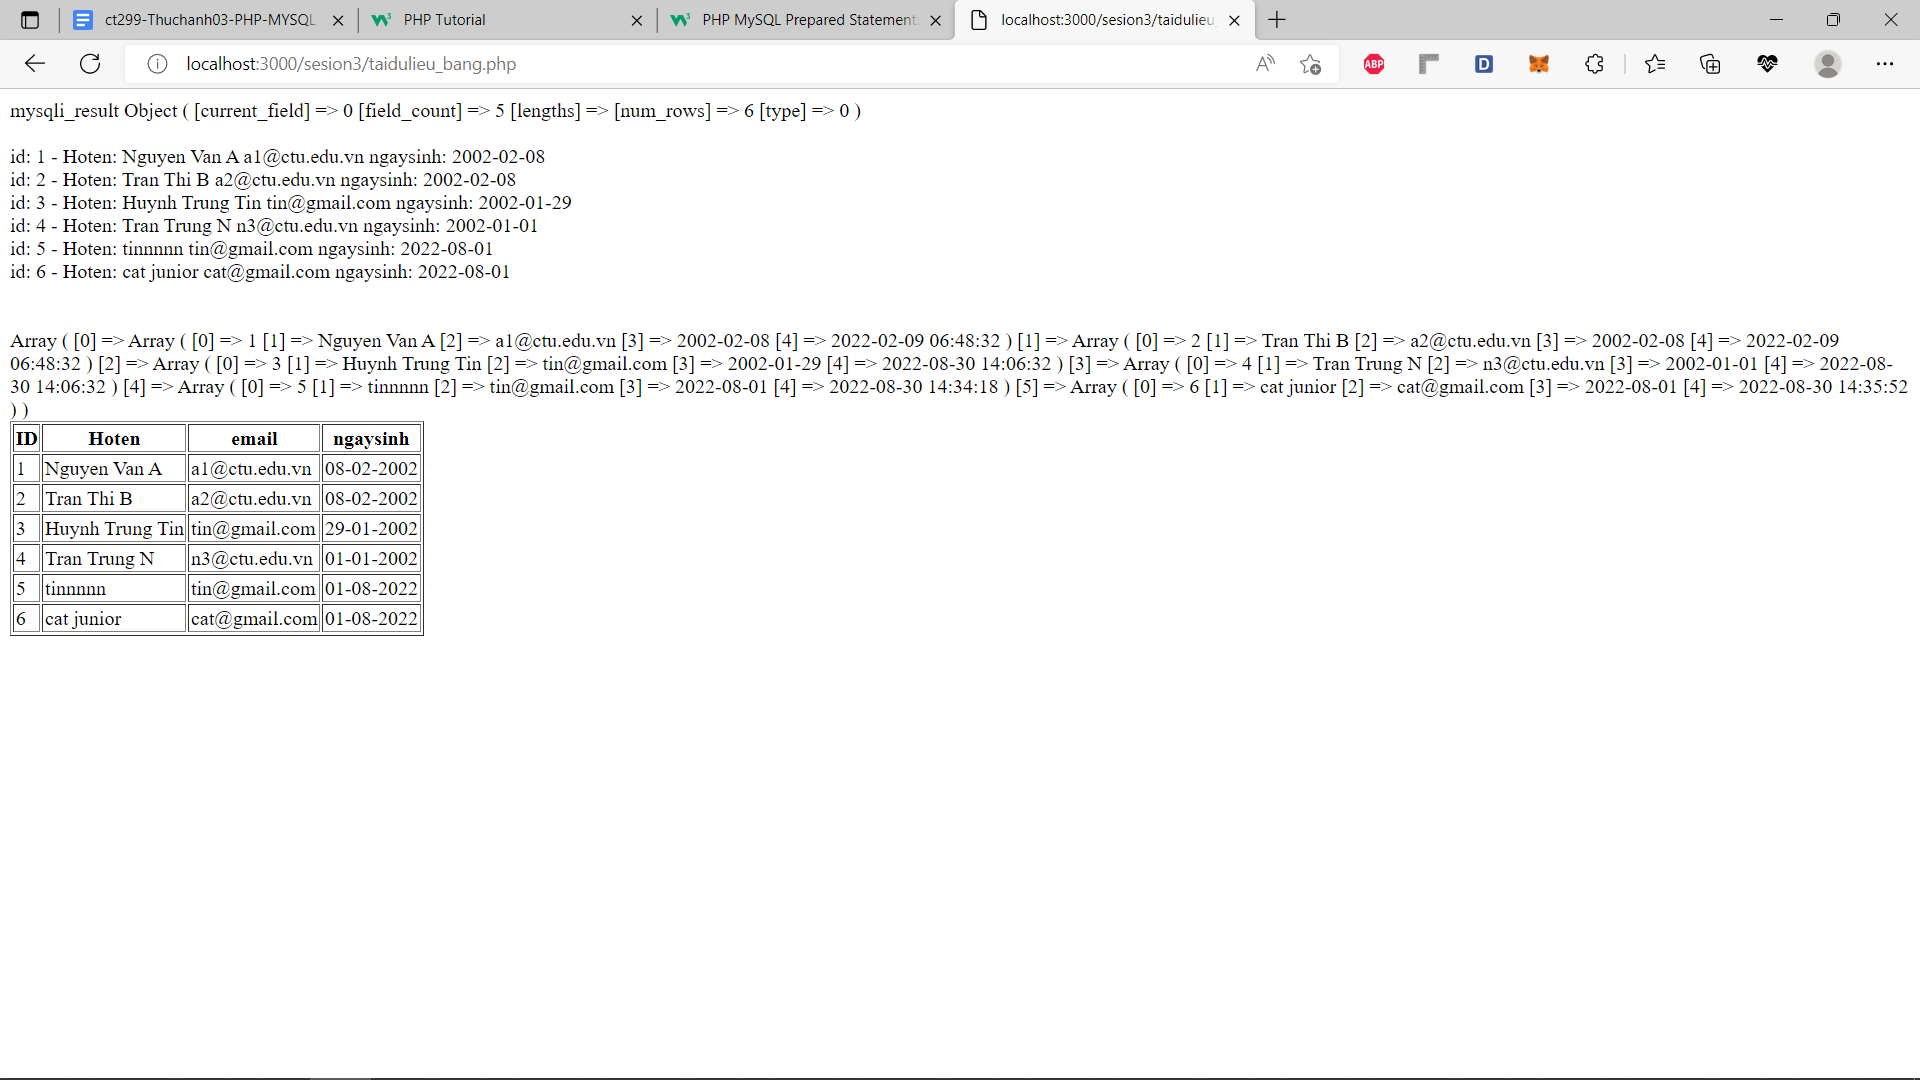 ct299-Thuchanh03-PHP-MYSQL
PHP Tutorial
PHP MySQL Prepared Statement
localhost:3000/sesion3/taidulieu_
localhost:3000/sesion3/taidulieu_bang.php
ABP
D
mysqli_result Object ( [current_field] => 0 [field_count] => 5 [lengths] => [num_rows] => 6 [type] => 0 )
id: 1 - Hoten: Nguyen Van A a1@ctu.edu.vn ngaysinh: 2002-02-08
id: 2 - Hoten: Tran Thi B a2@ctu.edu.vn ngaysinh: 2002-02-08
id: 3 - Hoten: Huynh Trung Tin tin@gmail.com ngaysinh: 2002-01-29
id: 4 - Hoten: Tran Trung N n3@ctu.edu.vn ngaysinh: 2002-01-01
id: 5 - Hoten: tinnnnn tin@gmail.com ngaysinh: 2022-08-01
id: 6 - Hoten: cat junior cat@gmail.com ngaysinh: 2022-08-01
Array ( [0] => Array ( [0] => 1 [1] => Nguyen Van A [2] => a1@ctu.edu.vn [3] => 2002-02-08 [4] => 2022-02-09 06:48:32 ) [1] => Array ( [0] => 2 [1] => Tran Thi B [2] => a2@ctu.edu.vn [3] => 2002-02-08 [4] => 2022-02-09
06:48:32 ) [2] => Array ( [0] => 3 [1] => Huynh Trung Tin [2] => tin@gmail.com [3] => 2002-01-29 [4] => 2022-08-30 14:06:32 ) [3] => Array ( [0] => 4 [1] => Tran Trung N [2] => n3@ctu.edu.vn [3] => 2002-01-01 [4] => 2022-08-
30 14:06:32 ) [4] => Array ( [0] => 5 [1] => tinnnnn [2] => tin@gmail.com [3] => 2022-08-01 [4] => 2022-08-30 14:34:18 ) [5] => Array ( [0] => 6 [1] => cat junior [2] => cat@gmail.com [3] => 2022-08-01 [4] => 2022-08-30 14:35:52
) )
ID Hoten email ngaysinh
1 Nguyen Van A a1@ctu.edu.vn 08-02-2002
2 Tran Thi B a2@ctu.edu.vn 08-02-2002
3 Huynh Trung Tin tin@gmail.com 29-01-2002
4 Tran Trung N n3@ctu.edu.vn 01-01-2002
5 tinnnnn tin@gmail.com 01-08-2022
6 cat junior cat@gmail.com 01-08-2022